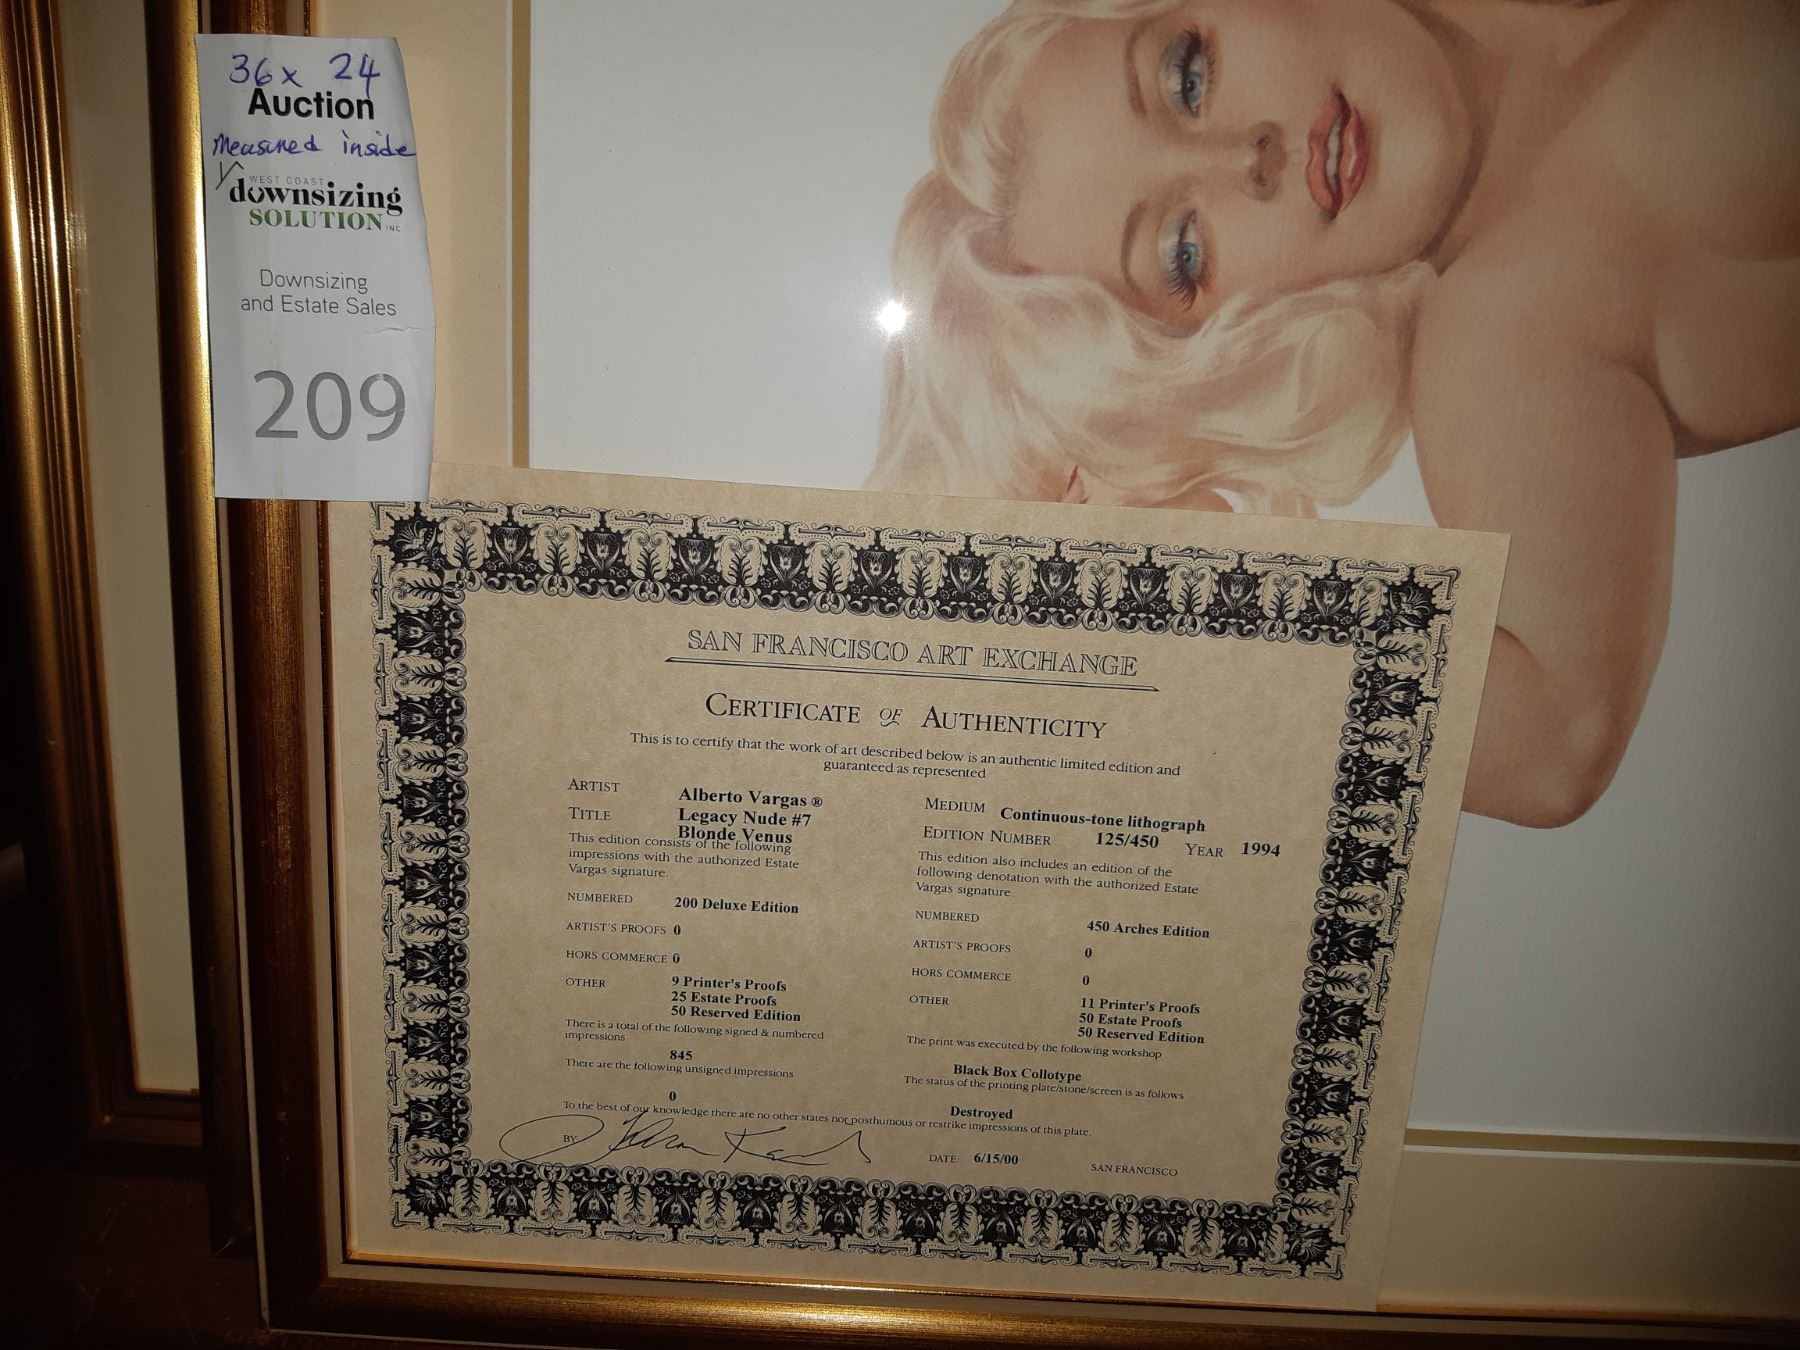 36 x 24
Auction
Measured inside
WEST COAST
downsizing
SOLUTION INC
Downsizing
and Estate Sales
209
SAN FRANCISCO ART EXCHANGE
CERTIFICATE OF AUTHENTICITY
This is to certify that the work of art described below is an authentic limited edition and
guaranteed as represented
ARTIST Alberto Vargas ®
TITLE Legacy Nude #7
Blonde Venus
This edition consists of the following
impressions with the authorized Estate
Vargas signature.
NUMBERED 200 Deluxe Edition
ARTIST'S PROOFS 0
HORS COMMERCE 0
OTHER 9 Printer's Proofs
25 Estate Proofs
50 Reserved Edition
There is a total of the following signed & numbered
impressions
845
There are the following unsigned impressions
0
MEDIUM Continuous-tone lithograph
EDITION NUMBER 125/450 YEAR 1994
This edition also includes an edition of the
following denotation with the authorized Estate
Vargas signature.
NUMBERED 450 Arches Edition
ARTIST'S PROOFS 0
HORS COMMERCE 0
OTHER 11 Printer's Proofs
50 Estate Proofs
50 Reserved Edition
The print was executed by the following workshop
Black Box Collotype
The status of the printing plate/stone/screen is as follows
Destroyed
To the best of our knowledge there are no other states nor posthumous or restrike impressions of this plate.
BY: DATE: 6/15/00 SAN FRANCISCO